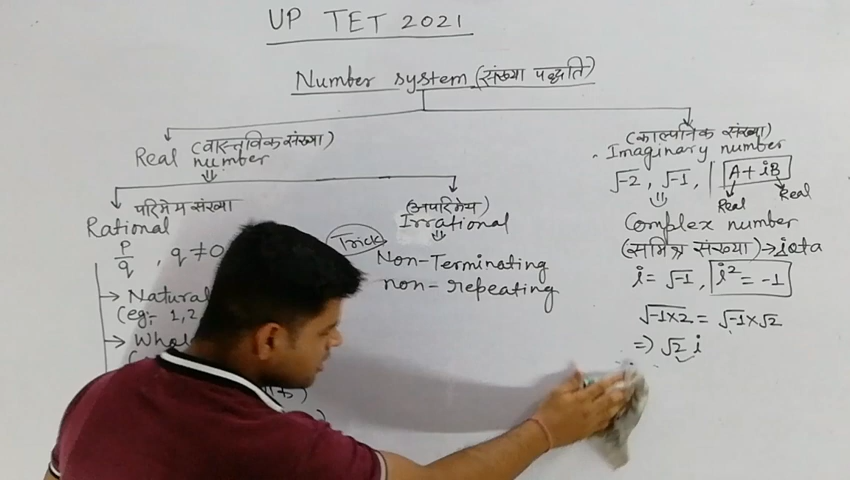 UP TET 2021
Number system (संख्या पद्धति)
(वास्तविक संख्या)
Real number
परिमेय संख्या
Rational
P/q , q ≠ 0
→ Natural
(eg:- 1, 2
→ Whol
(अपरिमेय)
Irrational
Trick
Non-Terminating
non-repeating
(काल्पनिक संख्या)
Imaginary number
√-2, √-1, | A + iB
Real Real
Complex number
(समिश्र संख्या) → iota
i = √-1, i² = -1
√-1×2 = √-1 × √2
=> √2 i